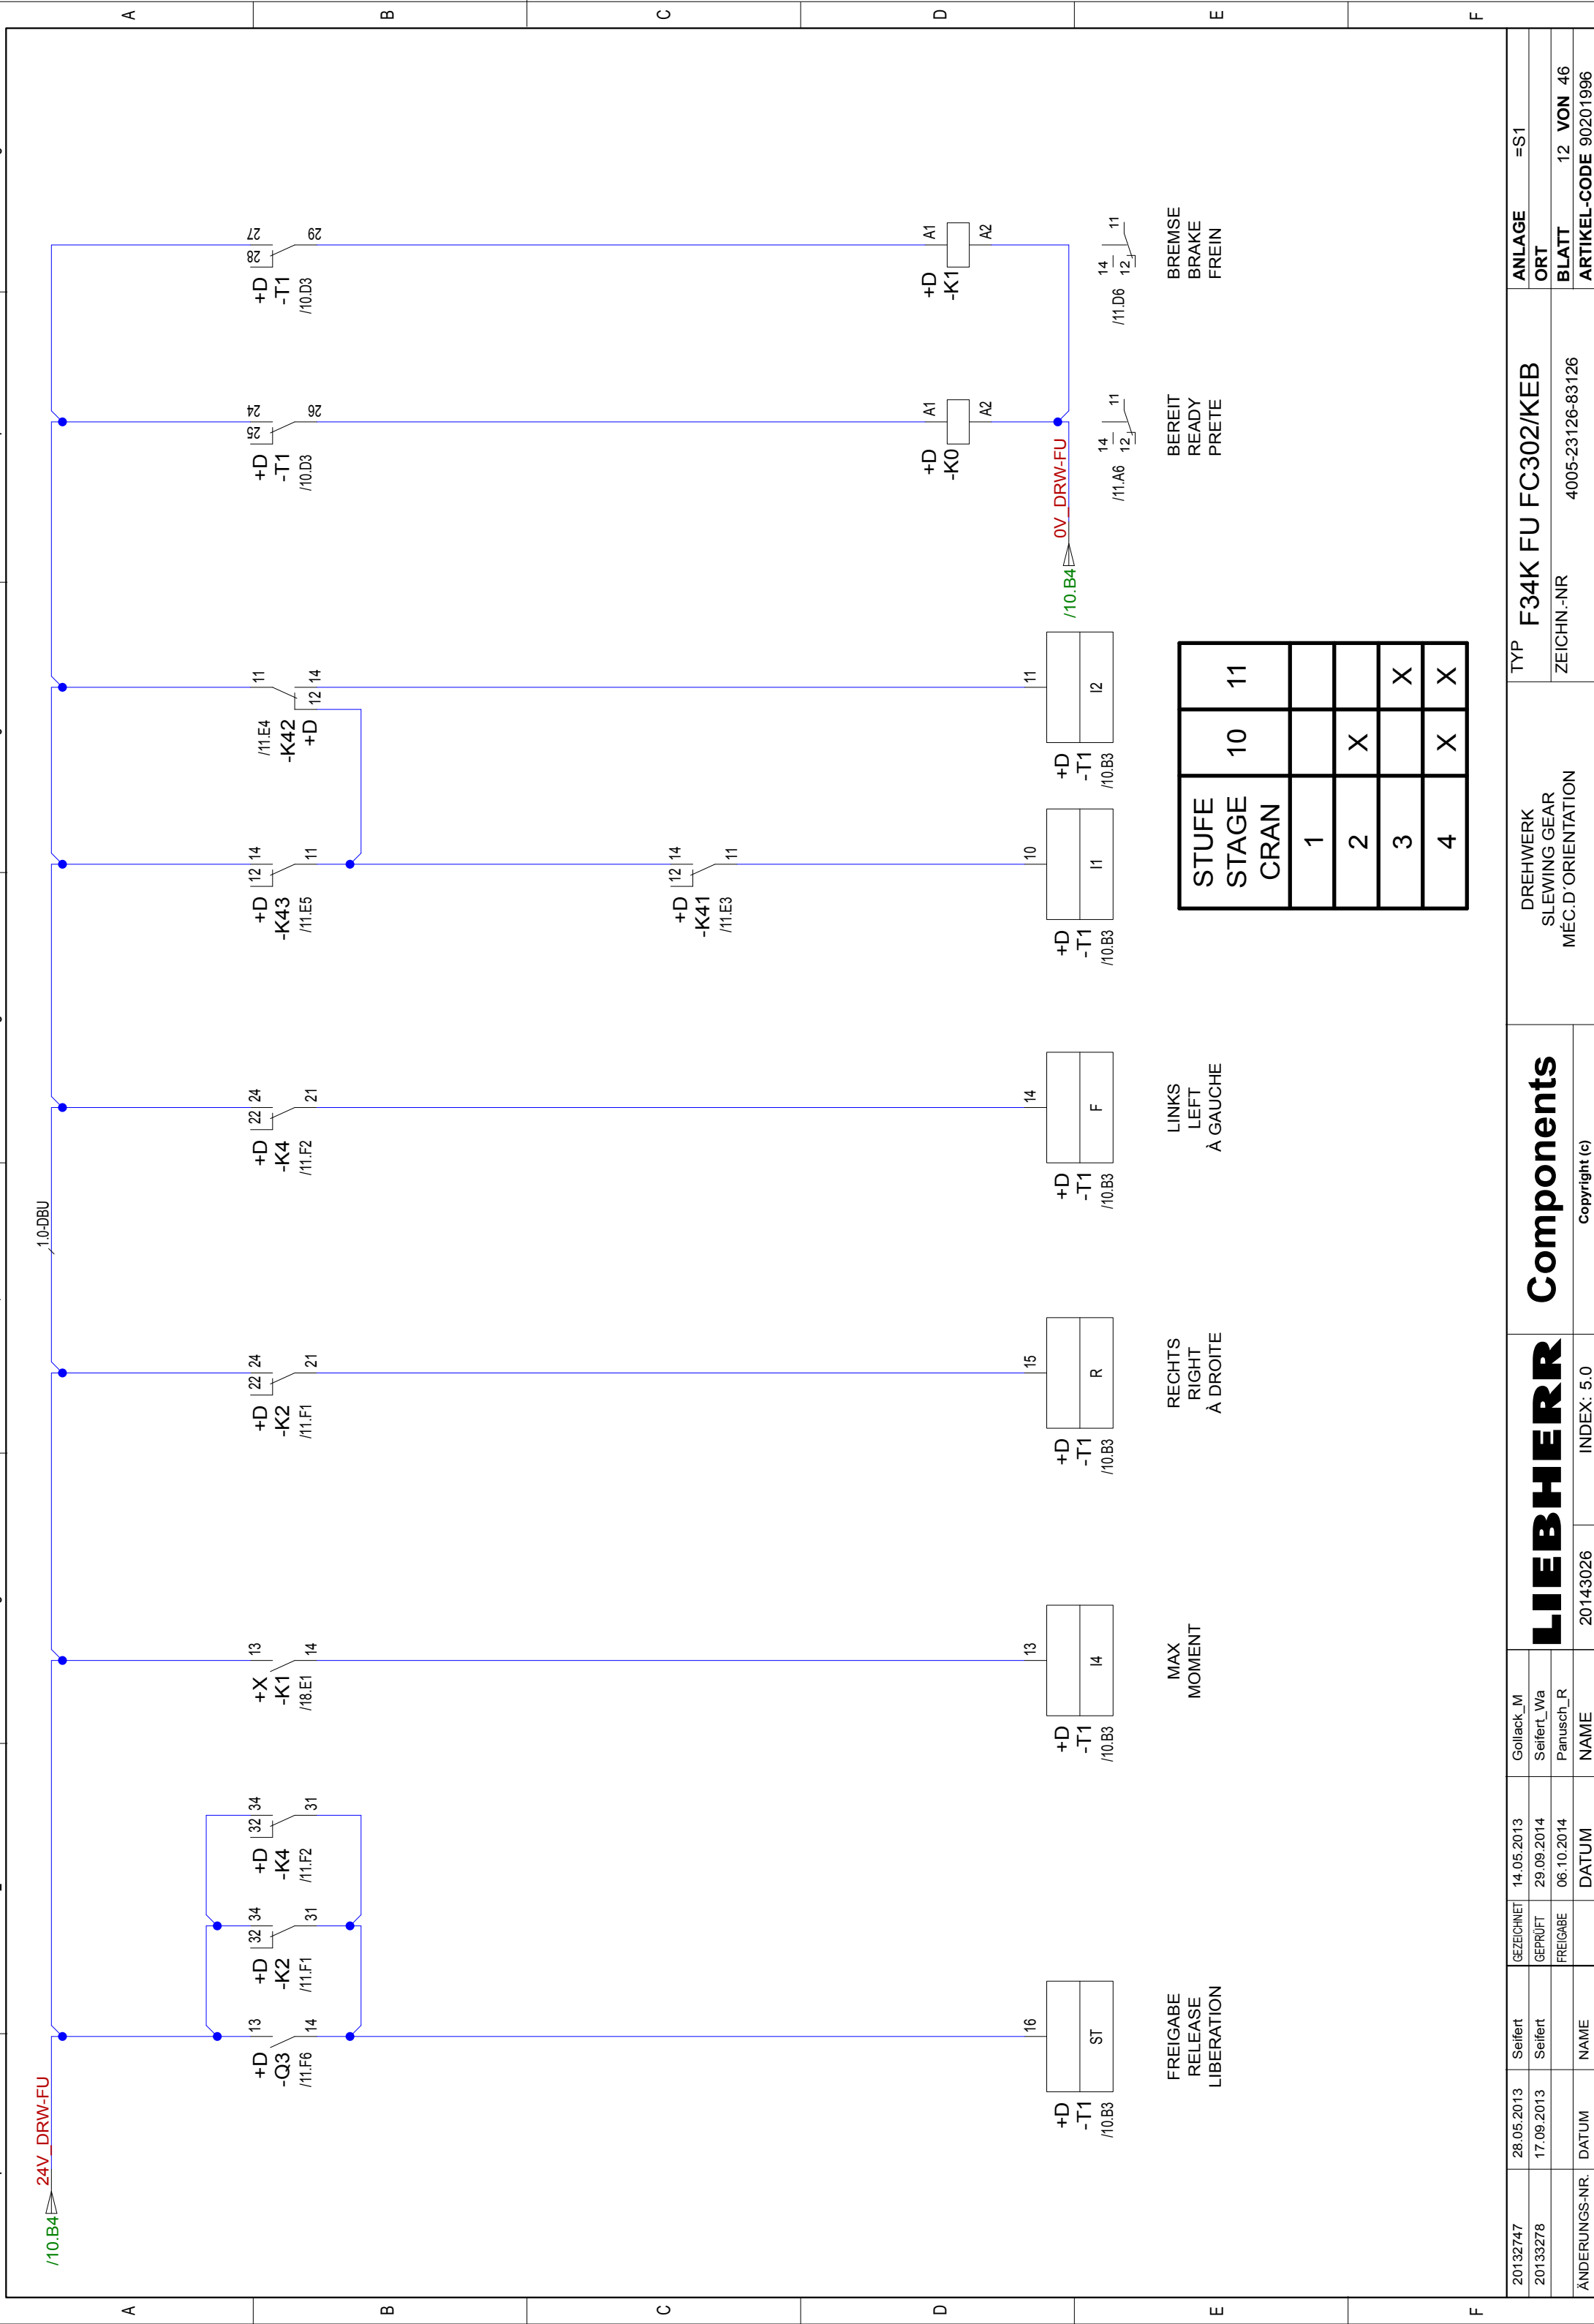 A
B
C
D
E
F
/10.B4
24V_DRW-FU
1.0-DBU
+D
-Q3
/11.F6
13
14
+D
-K2
/11.F1
32
34
31
+D
-K4
/11.F2
32
34
31
+X
-K1
/18.E1
13
14
+D
-K2
/11.F1
22
24
21
+D
-K4
/11.F2
22
24
21
+D
-K43
/11.E5
12
14
11
/11.E4
-K42
+D
11
12
14
+D
-T1
/10.D3
25
24
26
+D
-T1
/10.D3
28
27
29
+D
-K41
/11.E3
12
14
11
+D
-K0
A1
A2
+D
-K1
A1
A2
/10.B4
0V_DRW-FU
+D
-T1
/10.B3
16
ST
+D
-T1
/10.B3
13
I4
+D
-T1
/10.B3
15
R
+D
-T1
/10.B3
14
F
+D
-T1
/10.B3
10
I1
+D
-T1
/10.B3
11
I2
/11.A6
14
12
11
/11.D6
14
12
11
FREIGABE
RELEASE
LIBERATION
MAX
MOMENT
RECHTS
RIGHT
À DROITE
LINKS
LEFT
À GAUCHE
BEREIT
READY
PRETE
BREMSE
BRAKE
FREIN
STUFE
STAGE
CRAN
10
11
1
2 X
3 X
4 X X
A
B
C
D
E
F
20132747 28.05.2013 Seifert
20133278 17.09.2013 Seifert
ÄNDERUNGS-NR. DATUM NAME
GEZEICHNET 14.05.2013 Gollack_M
GEPRÜFT 29.09.2014 Seifert_Wa
FREIGABE 06.10.2014 Panusch_R
DATUM NAME
LIEBHERR Components
20143026 INDEX: 5.0 Copyright (c)
DREHWERK
SLEWING GEAR
MÉC.D´ORIENTATION
TYP F34K FU FC302/KEB
ZEICHN.-NR 4005-23126-83126
ANLAGE =S1
ORT
BLATT 12 VON 46
ARTIKEL-CODE 90201996